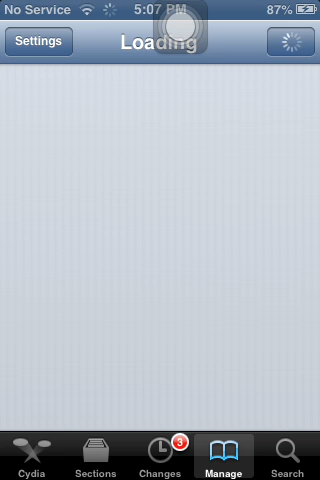 No Service 5:07 PM 87%
Settings Loading
3
Cydia Sections Changes Manage Search